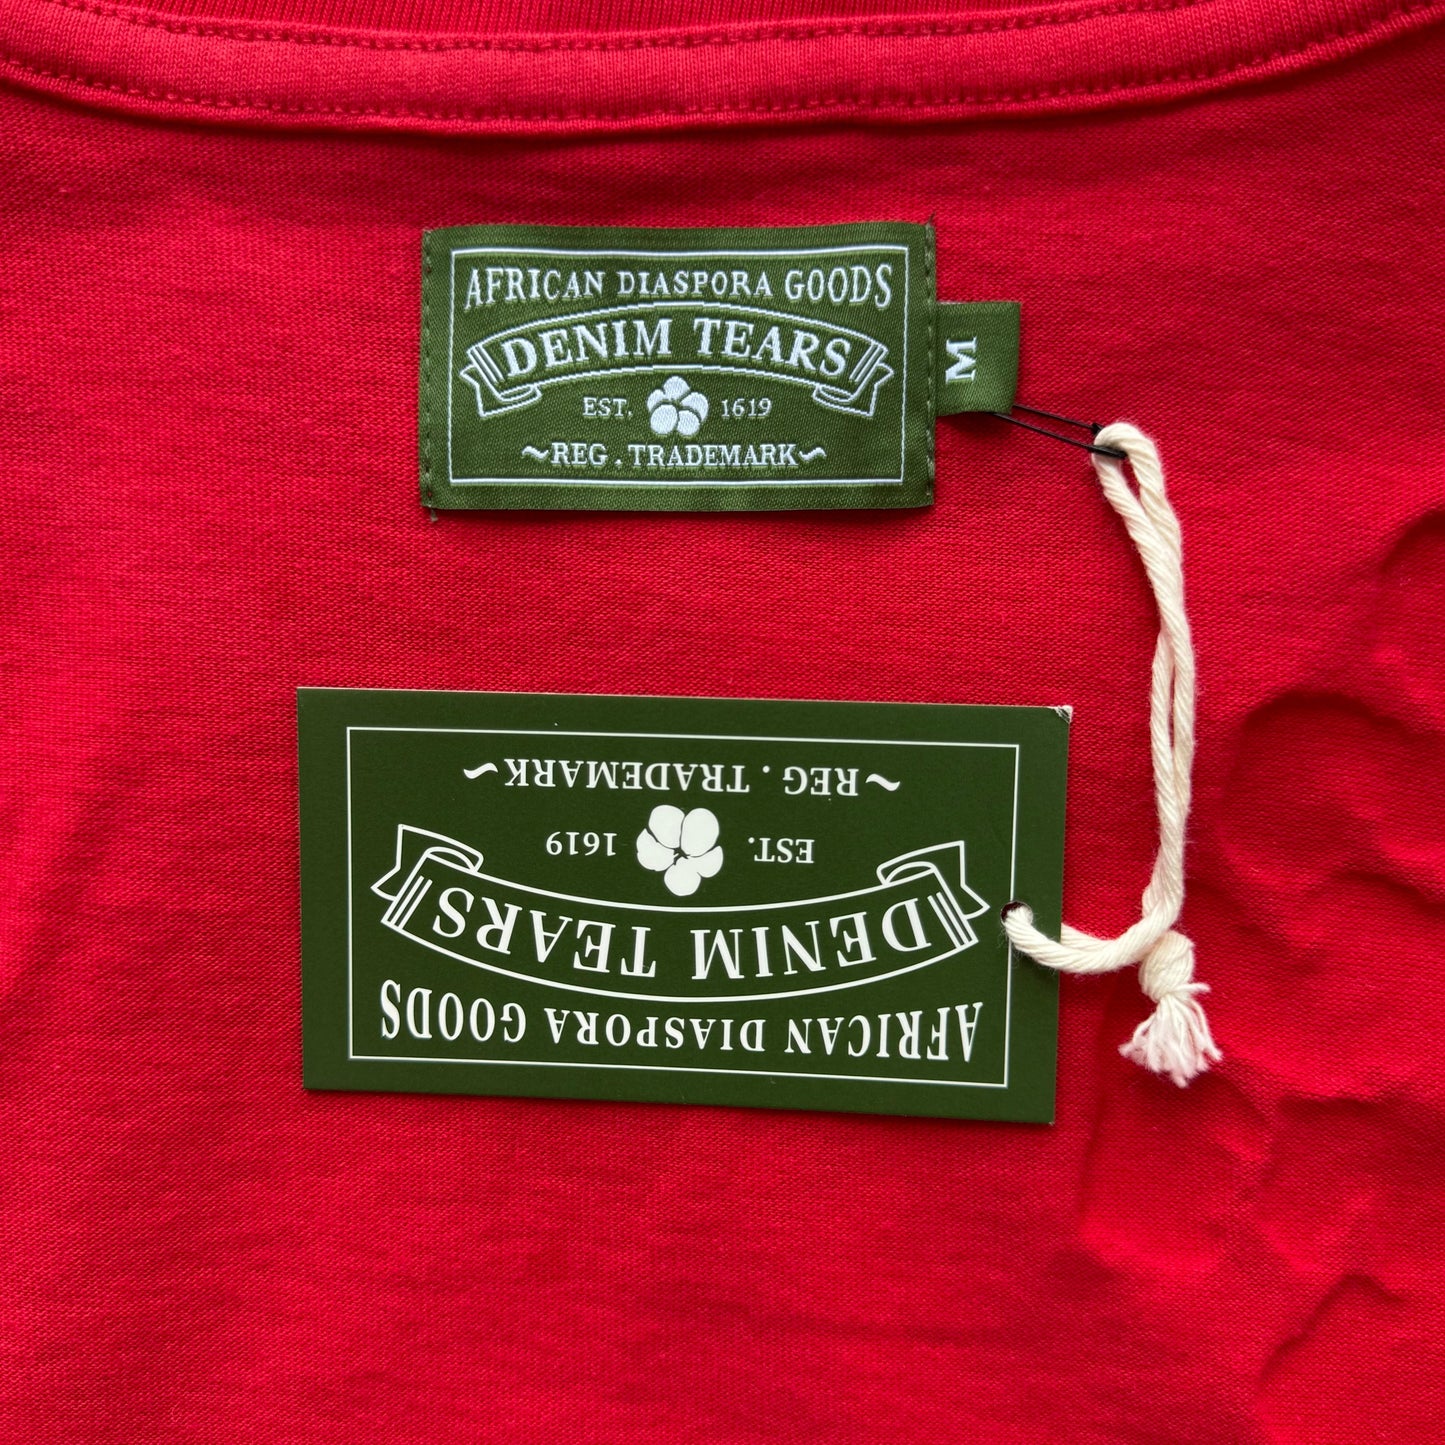 AFRICAN DIASPORA GOODS
DENIM TEARS
EST. 1619
~REG. TRADEMARK~
M
AFRICAN DIASPORA GOODS
DENIM TEARS
EST. 1619
~REG. TRADEMARK~